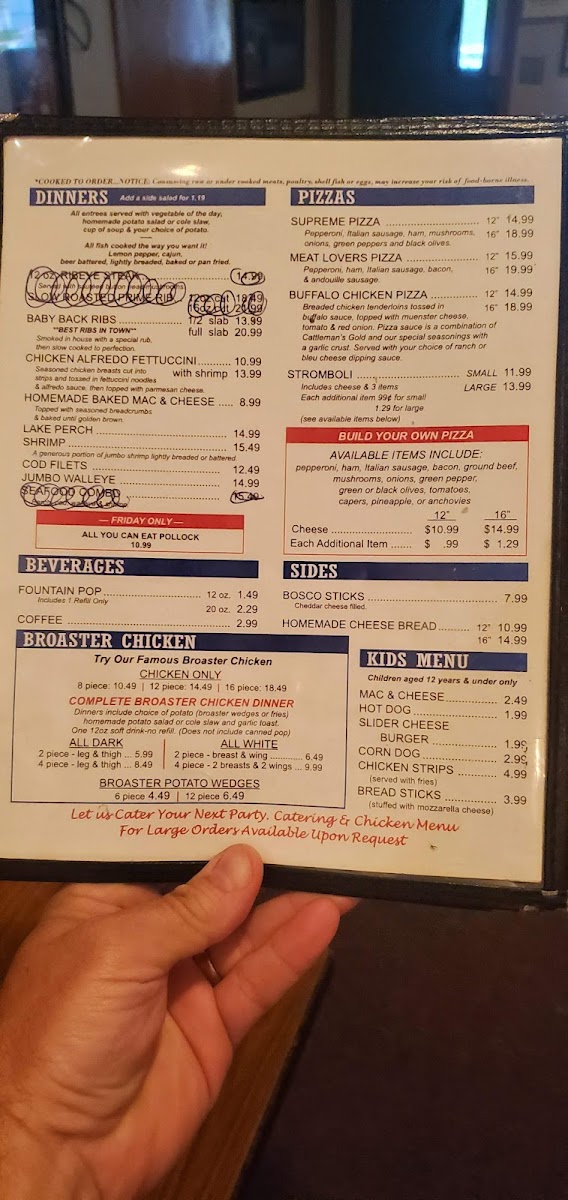 *COOKED TO ORDER...NOTICE: Consuming raw or under cooked meats, poultry, shell fish or eggs, may increase your risk of food-borne illness.
DINNERS Add a side salad for 1.19
All entrees served with vegetable of the day,
homemade potato salad or cole slaw,
cup of soup & your choice of potato.
All fish cooked the way you want it!
Lemon pepper, cajun,
beer battered, lightly breaded, baked or pan fried.
12 oz. RIBEYE STEAK 14.99
SLOW ROASTED PRIME RIB 12oz cut 18.49
16oz cut 20.99
BABY BACK RIBS 1/2 slab 13.99
**BEST RIBS IN TOWN** full slab 20.99
Smoked in house with a special rub,
then slow cooked to perfection.
CHICKEN ALFREDO FETTUCCINI 10.99
Seasoned chicken breasts cut into with shrimp 13.99
strips and tossed in fettuccini noodles
& alfredo sauce, then topped with parmesan cheese.
HOMEMADE BAKED MAC & CHEESE 8.99
Topped with seasoned breadcrumbs
& baked until golden brown.
LAKE PERCH 14.99
SHRIMP 15.49
A generous portion of jumbo shrimp lightly breaded or battered.
COD FILETS 12.49
JUMBO WALLEYE 14.99
SEAFOOD COMBO 15.49
— FRIDAY ONLY —
ALL YOU CAN EAT POLLOCK
10.99
BEVERAGES
FOUNTAIN POP 12 oz. 1.49
Includes 1 Refill Only
20 oz. 2.29
COFFEE 2.99
PIZZAS
SUPREME PIZZA 12" 14.99
Pepperoni, Italian sausage, ham, mushrooms, 16" 18.99
onions, green peppers and black olives.
MEAT LOVERS PIZZA 12" 15.99
Pepperoni, ham, Italian sausage, bacon, 16" 19.99
& andouille sausage.
BUFFALO CHICKEN PIZZA 12" 14.99
Breaded chicken tenderloins tossed in 16" 18.99
buffalo sauce, topped with muenster cheese,
tomato & red onion. Pizza sauce is a combination of
Cattleman's Gold and our special seasonings with
a garlic crust. Served with your choice of ranch or
bleu cheese dipping sauce.
STROMBOLI SMALL 11.99
Includes cheese & 3 items LARGE 13.99
Each additional item 99¢ for small
1.29 for large
(see available items below)
BUILD YOUR OWN PIZZA
AVAILABLE ITEMS INCLUDE:
pepperoni, ham, Italian sausage, bacon, ground beef,
mushrooms, onions, green pepper,
green or black olives, tomatoes,
capers, pineapple, or anchovies
12" 16"
Cheese $10.99 $14.99
Each Additional Item $ .99 $ 1.29
SIDES
BOSCO STICKS 7.99
Cheddar cheese filled.
HOMEMADE CHEESE BREAD 12" 10.99
16" 14.99
BROASTER CHICKEN
Try Our Famous Broaster Chicken
CHICKEN ONLY
8 piece: 10.49 | 12 piece: 14.49 | 16 piece: 18.49
COMPLETE BROASTER CHICKEN DINNER
Dinners include choice of potato (broaster wedges or fries)
homemade potato salad or cole slaw and garlic toast.
One 12oz soft drink-no refill. (Does not include canned pop)
ALL DARK
2 piece - leg & thigh ... 5.99
4 piece - leg & thigh ... 8.49
ALL WHITE
2 piece - breast & wing 6.49
4 piece - 2 breasts & 2 wings ... 9.99
BROASTER POTATO WEDGES
6 piece 4.49 | 12 piece 6.49
KIDS MENU
Children aged 12 years & under only
MAC & CHEESE 2.49
HOT DOG 1.99
SLIDER CHEESE
BURGER 1.99
CORN DOG 2.99
CHICKEN STRIPS 4.99
(served with fries)
BREAD STICKS 3.99
(stuffed with mozzarella cheese)
Let us Cater Your Next Party. Catering & Chicken Menu
For Large Orders Available Upon Request